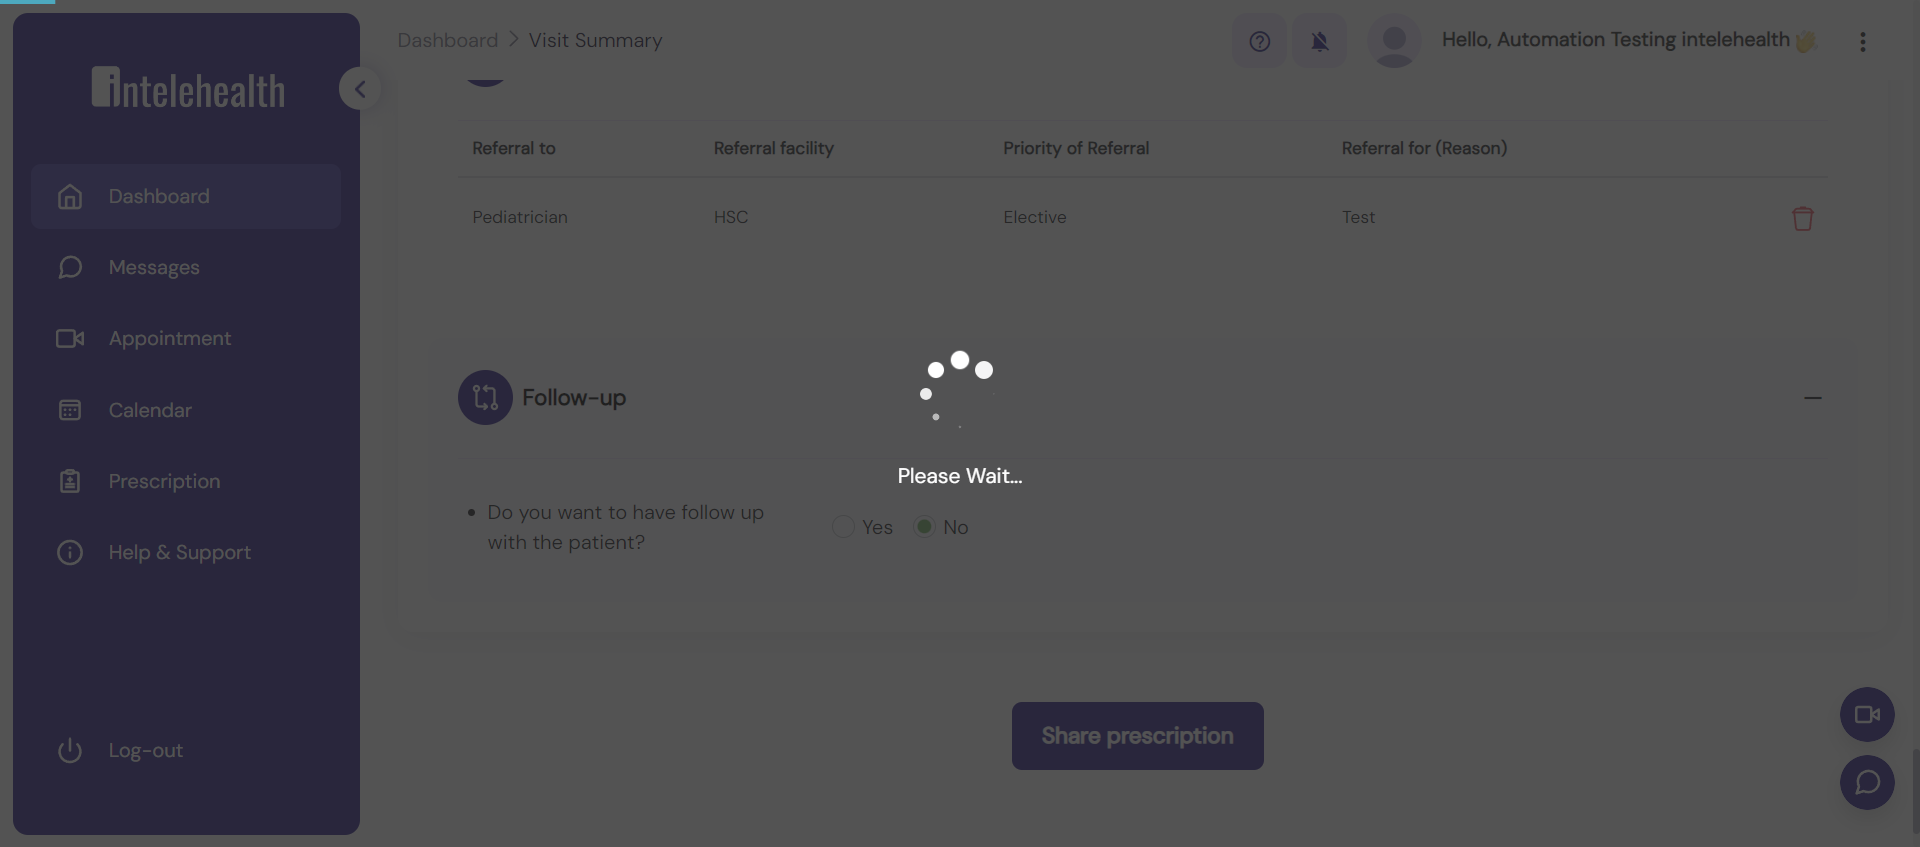 Dashboard > Visit Summary
Hello, Automation Testing intelehealth 👋
intelehealth
Dashboard
Messages
Appointment
Calendar
Prescription
Help & Support
Log-out
Referral to Referral facility Priority of Referral Referral for (Reason)
Pediatrician HSC Elective Test
Follow-up
Please Wait...
• Do you want to have follow up
with the patient?
Yes No
Share prescription